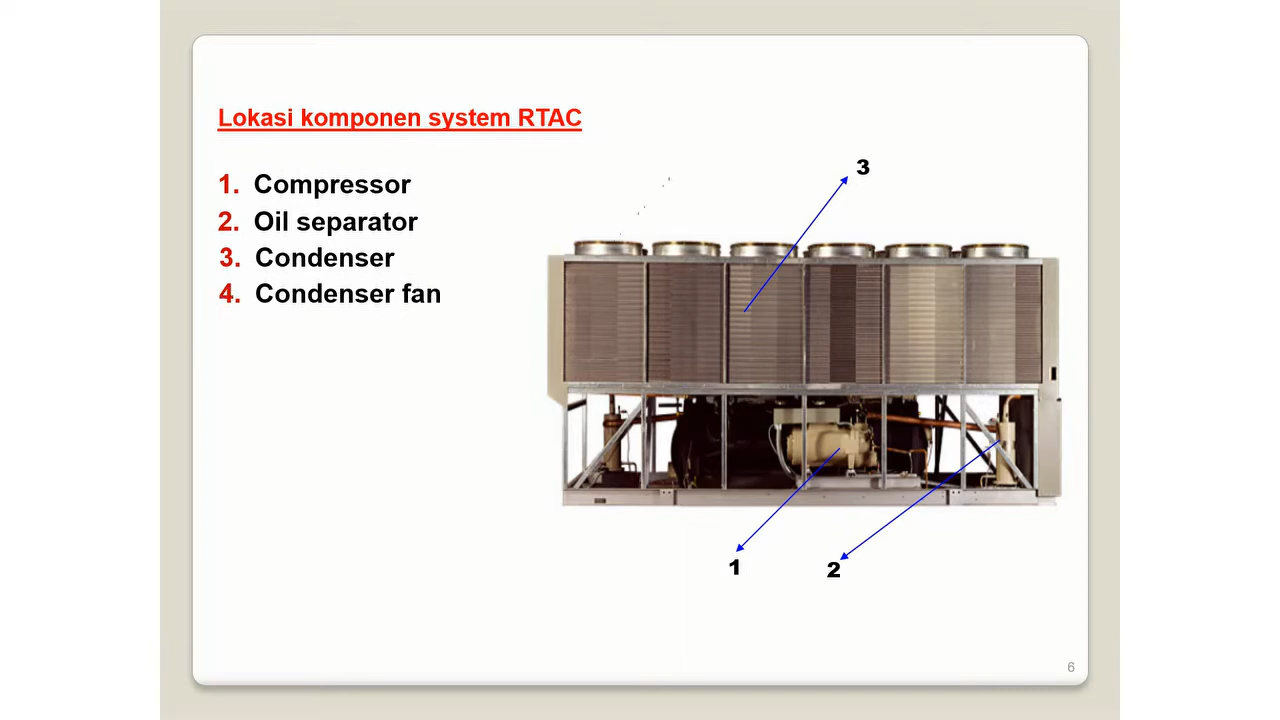 Lokasi komponen system RTAC
1. Compressor
2. Oil separator
3. Condenser
4. Condenser fan
3
1
2
6